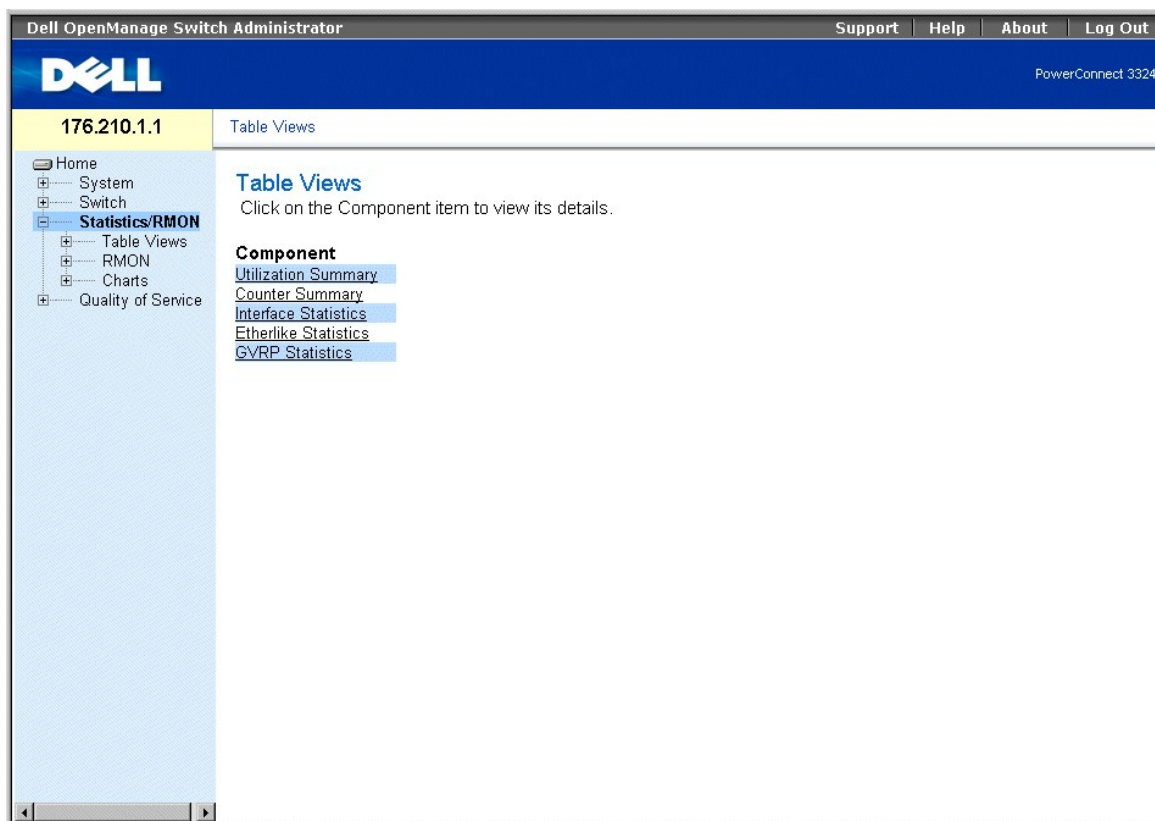 Dell OpenManage Switch Administrator
Support
Help
About
Log Out
DELL
PowerConnect 3324
176.210.1.1
Table Views
Home
System
Switch
Statistics/RMON
Table Views
RMON
Charts
Quality of Service
Table Views
Click on the Component item to view its details.
Component
Utilization Summary
Counter Summary
Interface Statistics
Etherlike Statistics
GVRP Statistics